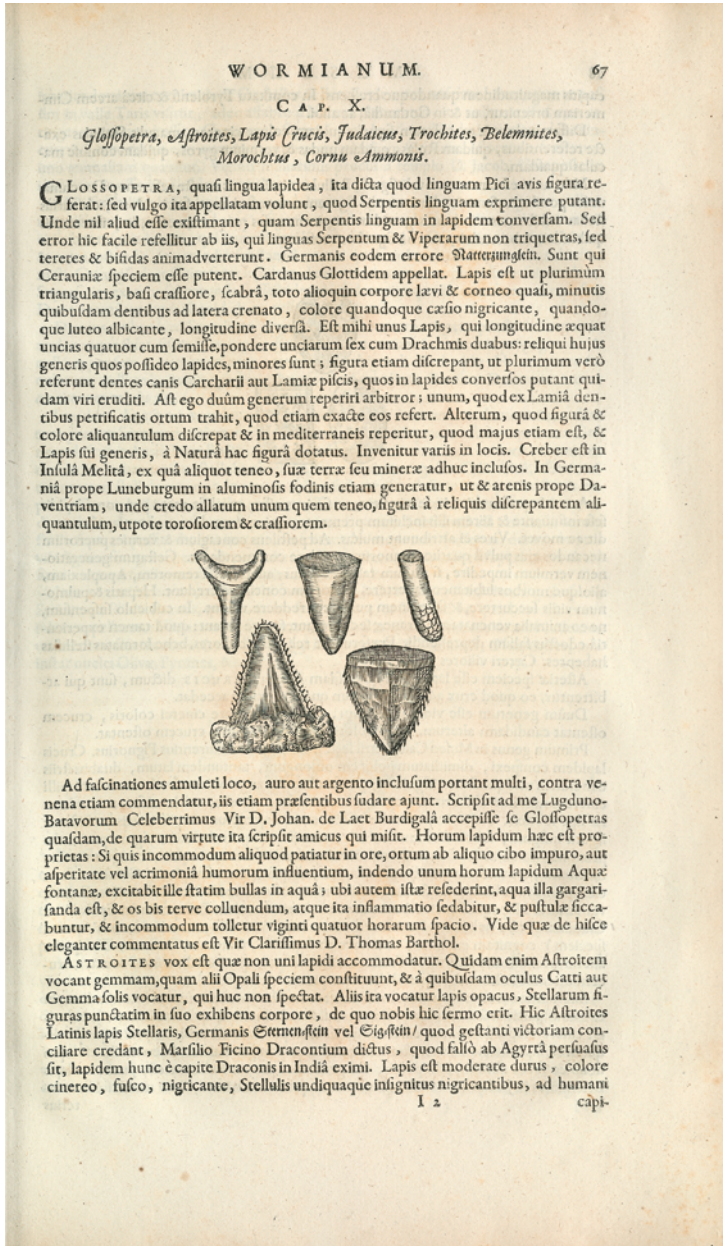 WORMIANUM. 67
CAP. X.
Gloſſopetra, Aſtroites, Lapis Crucis, Judaicus, Trochites, Belemnites,
Morochtus, Cornu Ammonis.
GLOSSOPETRA, quaſi lingua lapidea, ita dicta quod linguam Pici avis figura re-
ferat: ſed vulgo ita appellatam volunt, quod Serpentis linguam exprimere putant.
Unde nil aliud eſſe exiſtimant, quam Serpentis linguam in lapidem converſam. Sed
error hic facile refellitur ab iis, qui linguas Serpentum & Viperarum non triquetras, ſed
teretes & bifidas animadverterunt. Germanis eodem errore Natterzungſtein. Sunt qui
Cerauniæ ſpeciem eſſe putent. Cardanus Glottidem appellat. Lapis eſt ut plurimùm
triangularis, baſi craſſiore, ſcabrâ, toto alioquin corpore lævi & corneo quaſi, minutis
quibuſdam dentibus ad latera crenato, colore quandoque cæſio nigricante, quando-
que luteo albicante, longitudine diverſâ. Eſt mihi unus Lapis, qui longitudine æquat
uncias quatuor cum ſemiſſe, pondere unciarum ſex cum Drachmis duabus: reliqui hujus
generis quos poſſideo lapides, minores ſunt; figura etiam diſcrepant, ut plurimum verò
referunt dentes canis Carcharii aut Lamiæ piſcis, quos in lapides converſos putant qui-
dam viri eruditi. Aſt ego duûm generum reperiri arbitror; unum, quod ex Lamiâ den-
tibus petrificatis ortum trahit, quod etiam exacte eos refert. Alterum, quod figurâ &
colore aliquantulum diſcrepat & in mediterraneis reperitur, quod majus etiam eſt, &
Lapis ſui generis, à Naturâ hac figurâ dotatus. Invenitur variis in locis. Creber eſt in
Inſulâ Melitâ, ex quâ aliquot teneo, ſuæ terræ ſeu mineræ adhuc incluſos. In Germa-
niâ prope Luneburgum in aluminoſis fodinis etiam generatur, ut & arenis prope Da-
ventriam, unde credo allatum unum quem teneo, figurâ à reliquis diſcrepantem ali-
quantulum, utpote toroſiorem & craſſiorem.
Ad faſcinationes amuleti loco, auro aut argento incluſum portant multi, contra ve-
nena etiam commendatur, iis etiam præſentibus ſudare ajunt. Scripſit ad me Lugduno-
Batavorum Celeberrimus Vir D. Johan. de Laet Burdigalâ accepiſſe ſe Gloſſopetras
quaſdam, de quarum virtute ita ſcripſit amicus qui miſit. Horum lapidum hæc eſt pro-
prietas: Si quis incommodum aliquod patiatur in ore, ortum ab aliquo cibo impuro, aut
aſperitate vel acrimoniâ humorum influentium, indendo unum horum lapidum Aquæ
fontanæ, excitabit ille ſtatim bullas in aquâ; ubi autem iſtæ reſederint, aqua illa gargari-
ſanda eſt, & os bis terve colluendum, atque ita inflammatio ſedabitur, & puſtulæ ſicca-
buntur, & incommodum tolletur viginti quatuor horarum ſpacio. Vide quæ de hiſce
eleganter commentatus eſt Vir Clariſſimus D. Thomas Barthol.
ASTROITES vox eſt quæ non uni lapidi accommodatur. Quidam enim Aſtroitem
vocant gemmam, quam alii Opali ſpeciem conſtituunt, & à quibuſdam oculus Catti aut
Gemma ſolis vocatur, qui huc non ſpectat. Aliis ita vocatur lapis opacus, Stellarum fi-
guras punctatim in ſuo exhibens corpore, de quo nobis hic ſermo erit. Hic Aſtroites
Latinis lapis Stellaris, Germanis Sternenſtein vel Sigſtein/ quod geſtanti victoriam con-
ciliare credant, Marſilio Ficino Dracontium dictus, quod falſò ab Agyrtâ perſuaſus
ſit, lapidem hunc è capite Draconis in Indiâ eximi. Lapis eſt moderate durus, colore
cinereo, fuſco, nigricante, Stellulis undiquaque inſignitus nigricantibus, ad humani
I 2 capi-